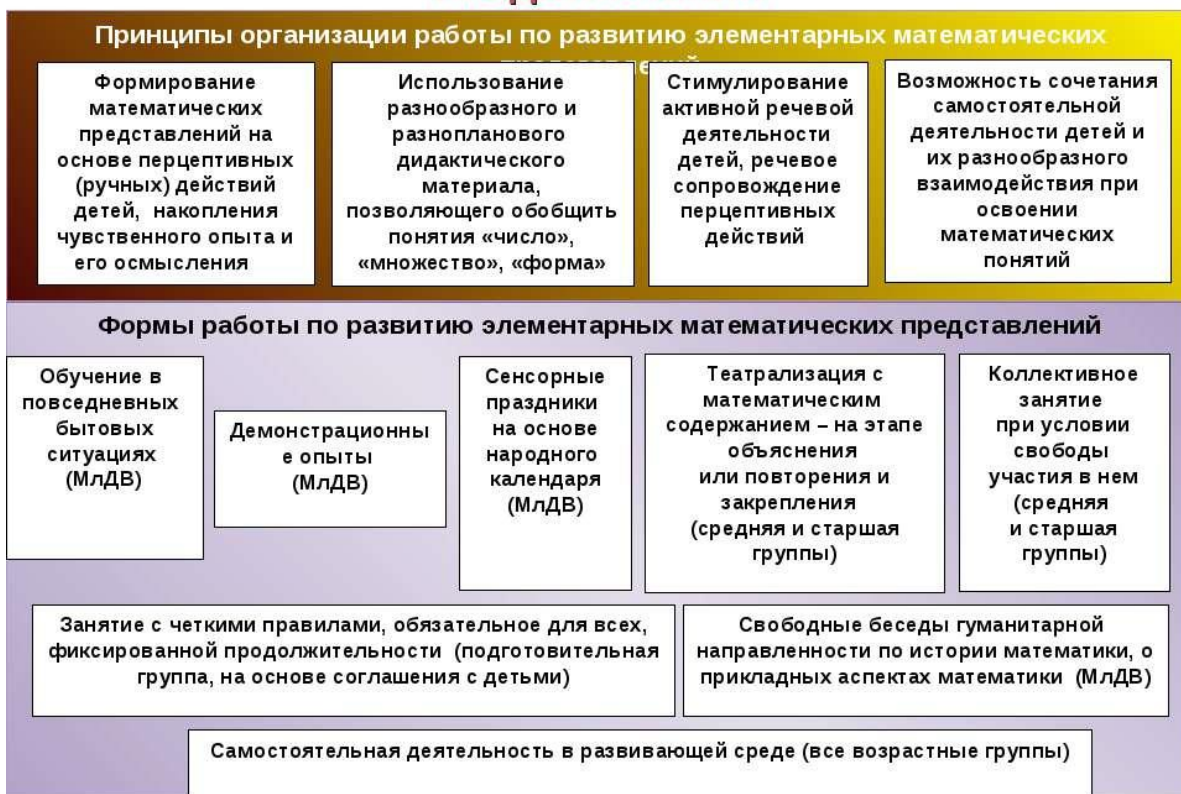 Принципы организации работы по развитию элементарных математических
Формирование
математических
представлений на
основе перцептивных
(ручных) действий
детей, накопления
чувственного опыта и
его осмысления
Использование
разнообразного и
разнопланового
дидактического
материала,
позволяющего обобщить
понятия «число»,
«множество», «форма»
Стимулирование
активной речевой
деятельности
детей, речевое
сопровождение
перцептивных
действий
Возможность сочетания
самостоятельной
деятельности детей и
их разнообразного
взаимодействия при
освоении
математических
понятий
Формы работы по развитию элементарных математических представлений
Обучение в
повседневных
бытовых
ситуациях
(МлДВ)
Демонстрационны
е опыты
(МлДВ)
Сенсорные
праздники
на основе
народного
календаря
(МлДВ)
Театрализация с
математическим
содержанием – на этапе
объяснения
или повторения и
закрепления
(средняя и старшая
группы)
Коллективное
занятие
при условии
свободы
участия в нем
(средняя
и старшая
группы)
Занятие с четкими правилами, обязательное для всех,
фиксированной продолжительности (подготовительная
группа, на основе соглашения с детьми)
Свободные беседы гуманитарной
направленности по истории математики, о
прикладных аспектах математики (МлДВ)
Самостоятельная деятельность в развивающей среде (все возрастные группы)